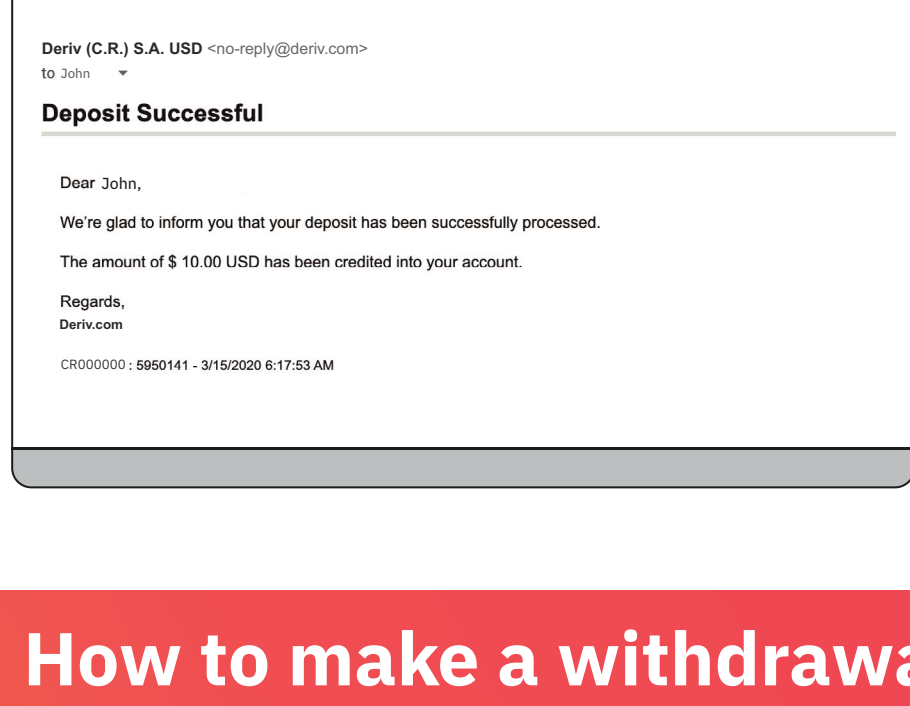 Deriv (C.R.) S.A. USD <no-reply@deriv.com>
to John
Deposit Successful
Dear John,
We’re glad to inform you that your deposit has been successfully processed.
The amount of $ 10.00 USD has been credited into your account.
Regards,
Deriv.com
CR000000 : 5950141 - 3/15/2020 6:17:53 AM
How to make a withdrawa